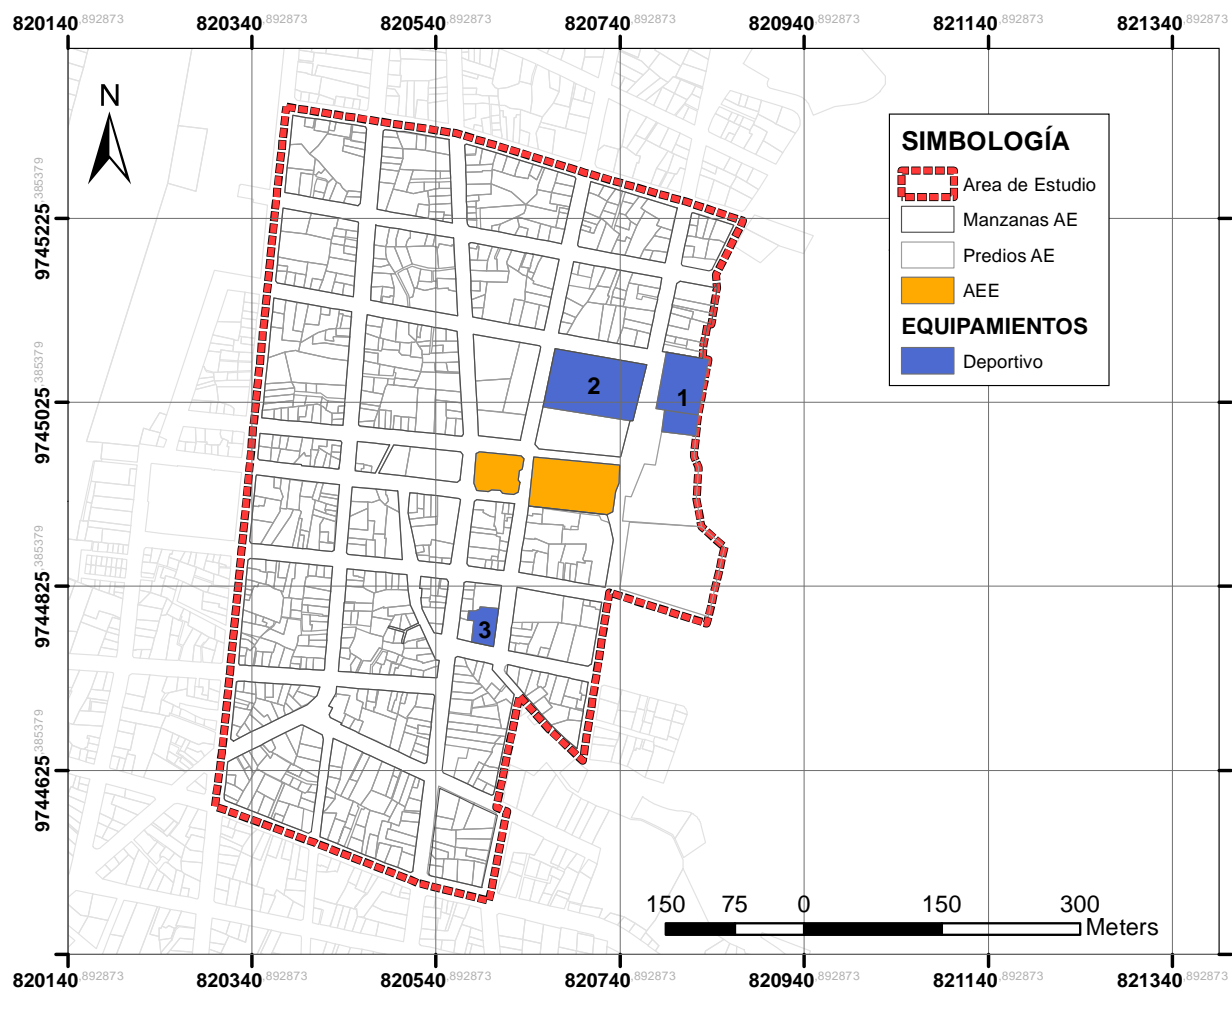 820140,892873 820340,892873 820540,892873 820740,892873 820940,892873 821140,892873 821340,892873
N
SIMBOLOGÍA
Area de Estudio
Manzanas AE
Predios AE
AEE
EQUIPAMIENTOS
Deportivo
9745225,385379
9745025,385379
9744825,385379
9744625,385379
2
1
3
150 75 0 150 300
Meters
820140,892873 820340,892873 820540,892873 820740,892873 820940,892873 821140,892873 821340,892873